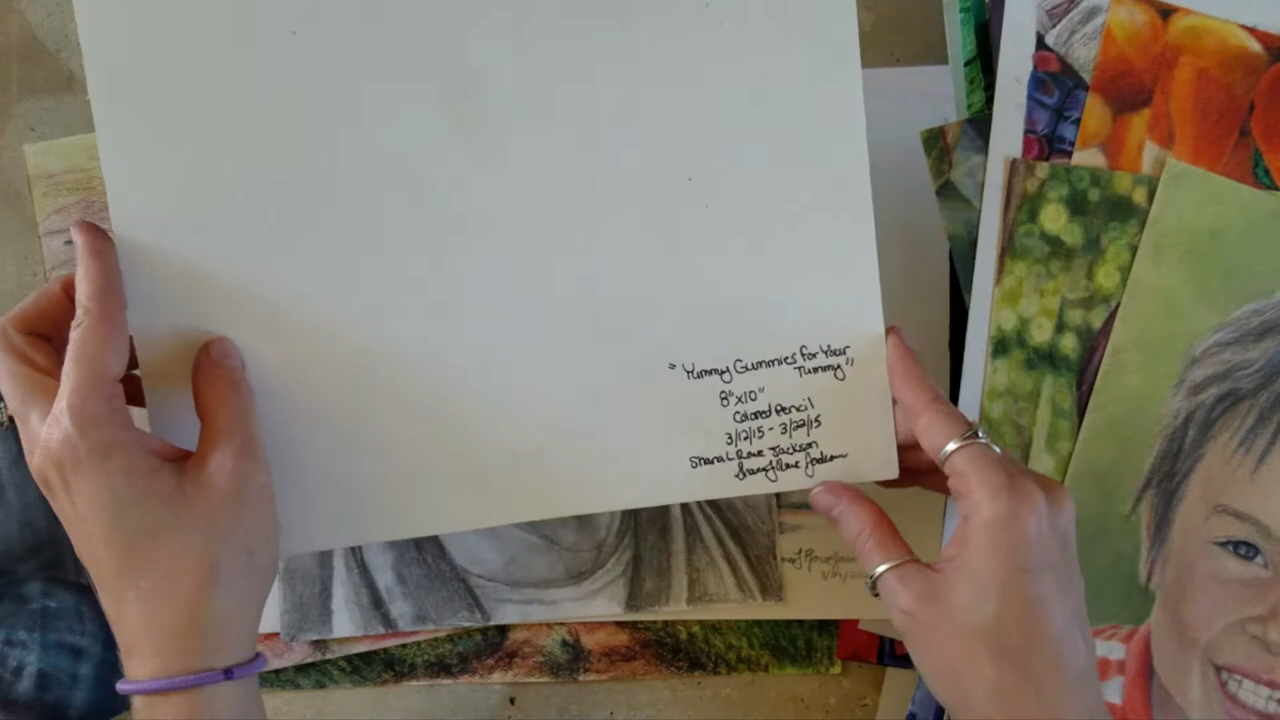 "Yummy Gummies for Your
Tummy"
8"x10"
Colored Pencil
3/12/15 - 3/22/15
Shana L Rowe Jackson